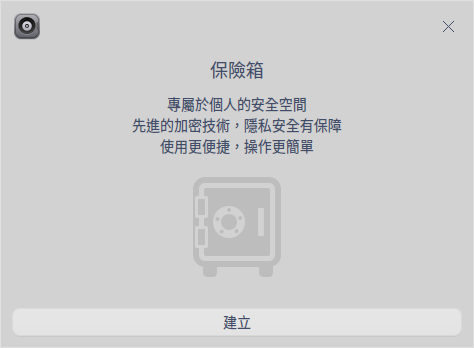 保險箱
專屬於個人的安全空間
先進的加密技術，隱私安全有保障
使用更便捷，操作更簡單
建立